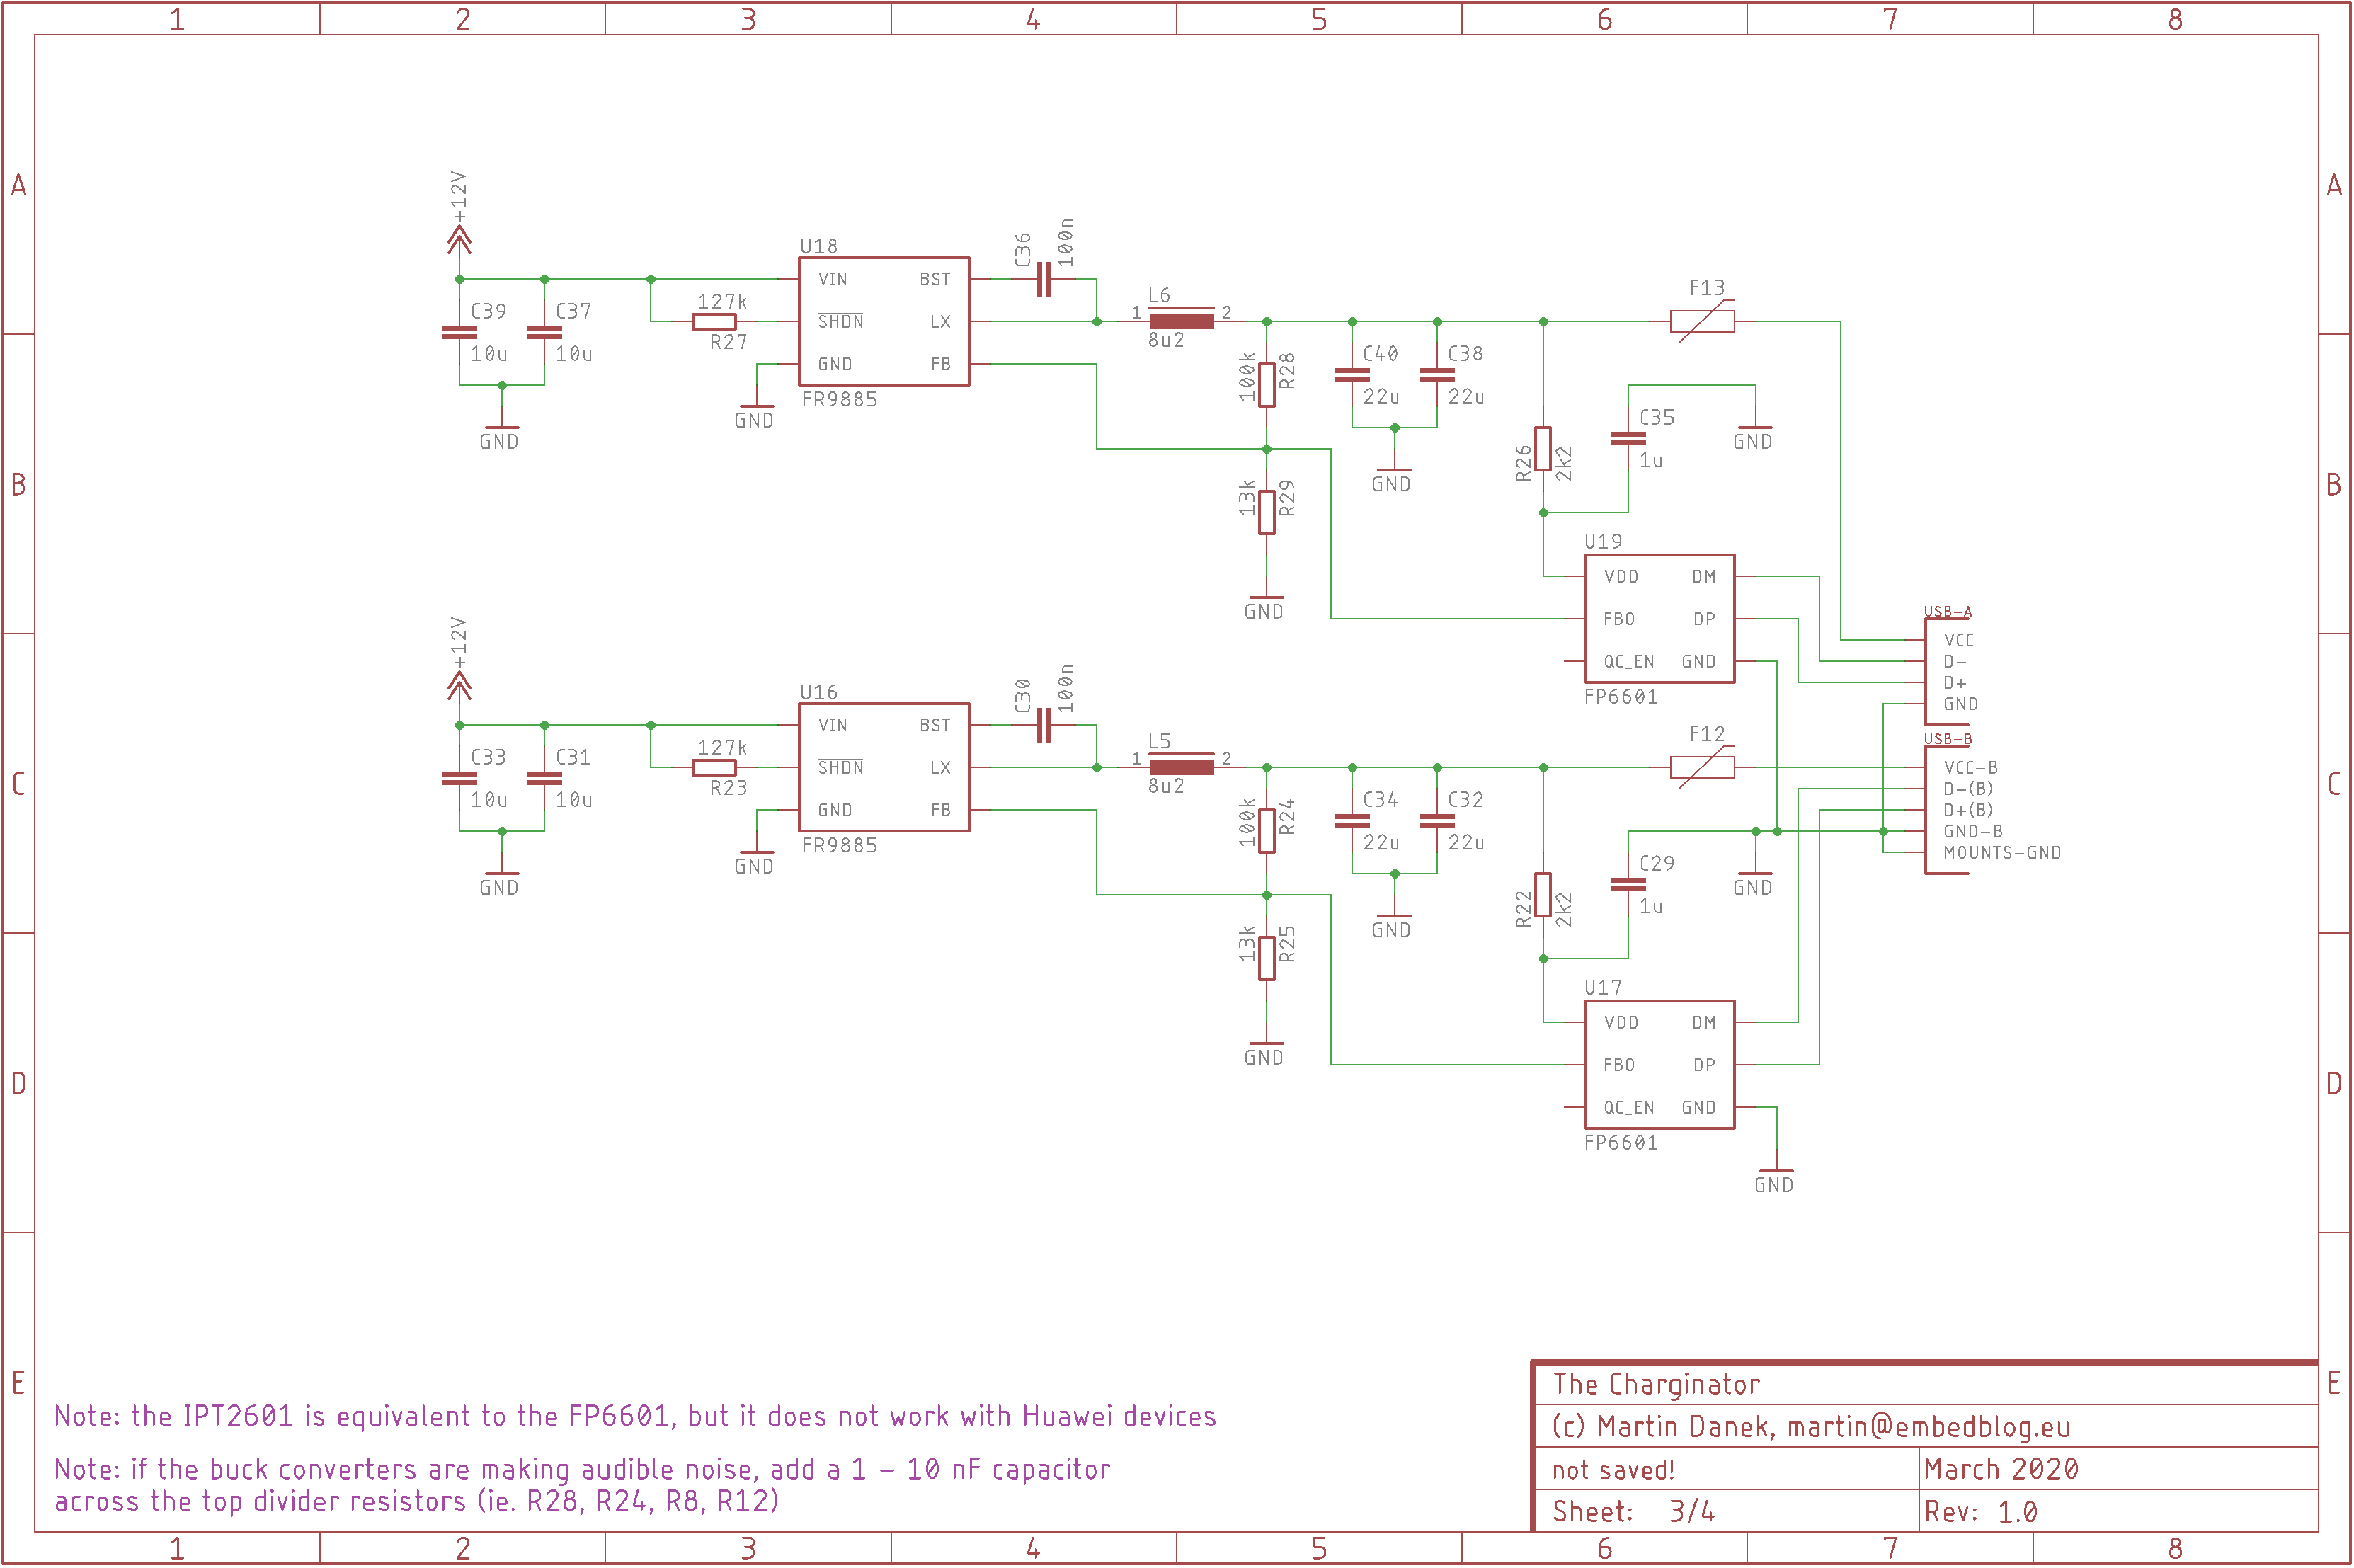 1 2 3 4 5 6 7 8
A A
+12V
U18
VIN BST
SHDN LX
GND FB
FR9885
C39
10u
C37
10u
GND
127k
R27
GND
C36
100n
L6
1 2
8u2
100k
R28
13k
R29
GND
C40
22u
C38
22u
GND
F13
R26
2k2
C35
1u
GND
B B
U19
VDD DM
FBO DP
QC_EN GND
FP6601
USB-A
VCC
D-
D+
GND
USB-B
VCC-B
D-(B)
D+(B)
GND-B
MOUNTS-GND
+12V
U16
VIN BST
SHDN LX
GND FB
FR9885
C33
10u
C31
10u
GND
127k
R23
GND
C30
100n
L5
1 2
8u2
100k
R24
13k
R25
GND
C34
22u
C32
22u
GND
F12
R22
2k2
C29
1u
GND
C C
U17
VDD DM
FBO DP
QC_EN GND
FP6601
GND
D D
E E
Note: the IPT2601 is equivalent to the FP6601, but it does not work with Huawei devices
Note: if the buck converters are making audible noise, add a 1 - 10 nF capacitor
across the top divider resistors (ie. R28, R24, R8, R12)
The Charginator
(c) Martin Danek, martin@embedblog.eu
not saved! March 2020
Sheet: 3/4 Rev: 1.0
1 2 3 4 5 6 7 8